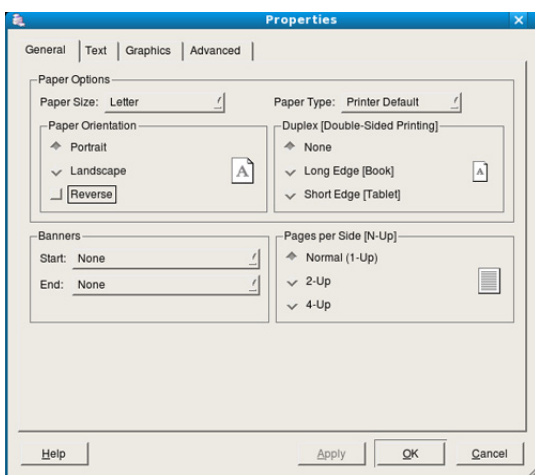 Properties
General Text Graphics Advanced
Paper Options
Paper Size: Letter
Paper Type: Printer Default
Paper Orientation
Portrait
Landscape
Reverse
A
Duplex [Double-Sided Printing]
None
Long Edge [Book]
Short Edge [Tablet]
A
Banners
Start: None
End: None
Pages per Side [N-Up]
Normal (1-Up)
2-Up
4-Up
Help Apply OK Cancel